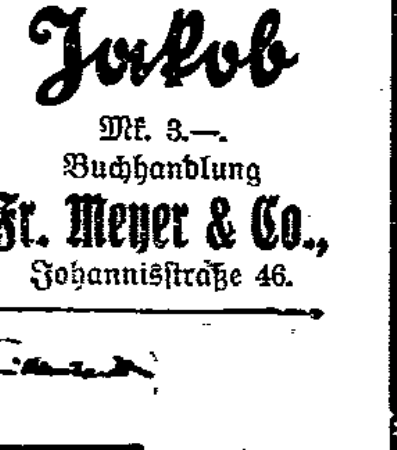 Jakob
Mk. 3.—.
Buchhandlung
Fr. Meyer & Co.,
Johannisstraße 46.